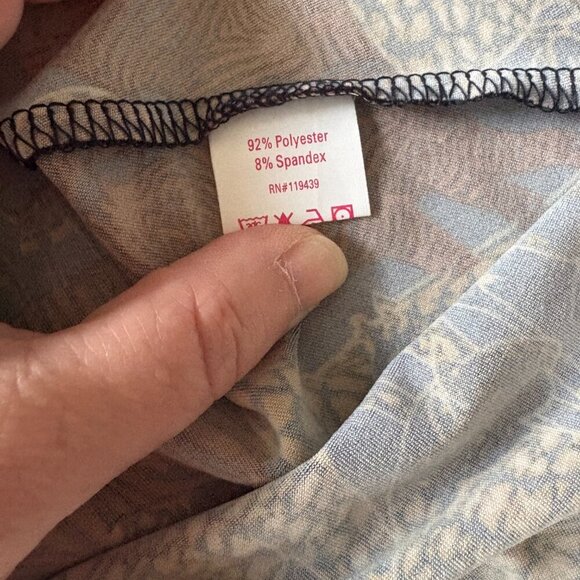 92% Polyester
8% Spandex
RN#119439